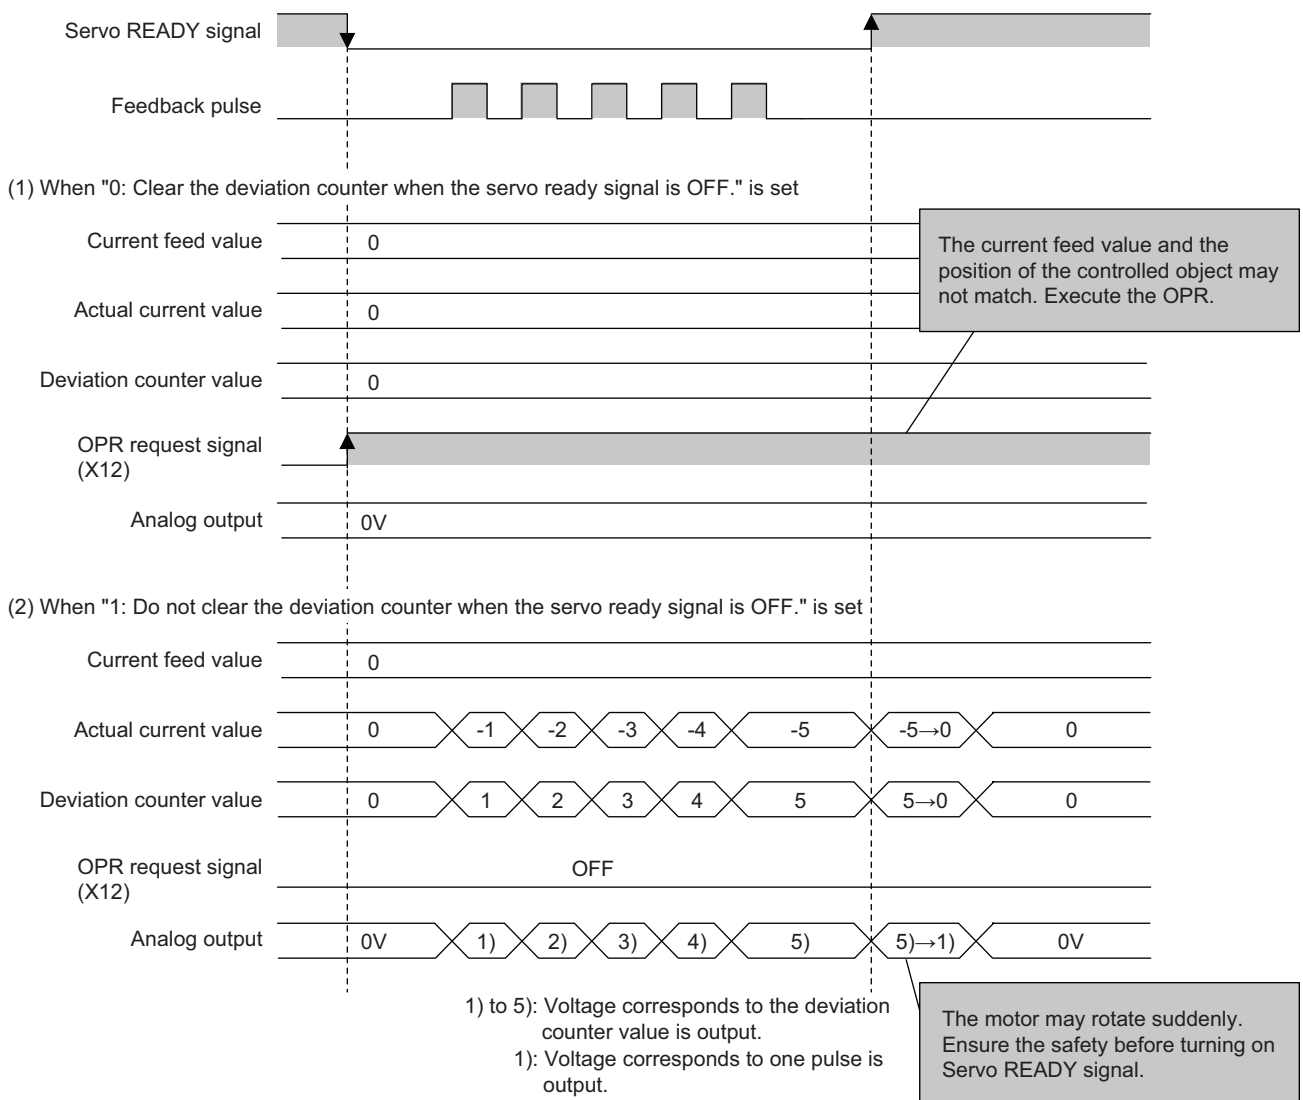 Servo READY signal
Feedback pulse
(1) When "0: Clear the deviation counter when the servo ready signal is OFF." is set
Current feed value 0
The current feed value and the
position of the controlled object may
not match. Execute the OPR.
Actual current value 0
Deviation counter value 0
OPR request signal
(X12)
Analog output 0V
(2) When "1: Do not clear the deviation counter when the servo ready signal is OFF." is set
Current feed value 0
Actual current value 0 -1 -2 -3 -4 -5 -5→0 0
Deviation counter value 0 1 2 3 4 5 5→0 0
OPR request signal
(X12)
OFF
Analog output 0V 1) 2) 3) 4) 5) 5)→1) 0V
1) to 5): Voltage corresponds to the deviation
counter value is output.
1): Voltage corresponds to one pulse is
output.
The motor may rotate suddenly.
Ensure the safety before turning on
Servo READY signal.